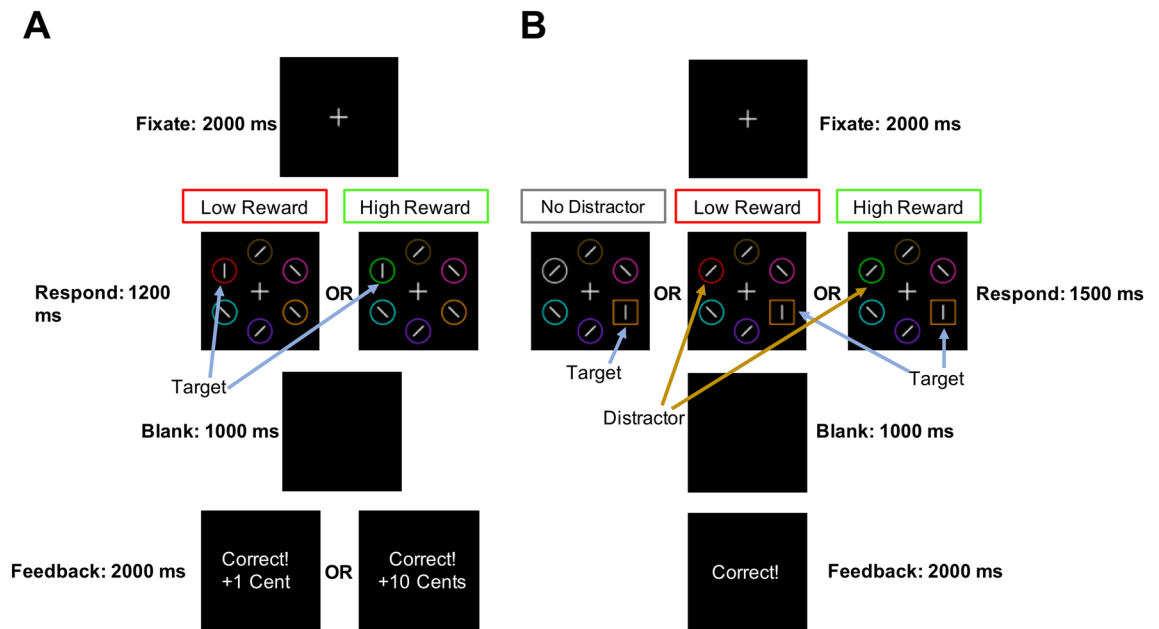 A
B
Fixate: 2000 ms
Fixate: 2000 ms
Low Reward
High Reward
No Distractor
Low Reward
High Reward
Respond: 1200
ms
OR
OR
OR
Respond: 1500 ms
Target
Target
Target
Distractor
Blank: 1000 ms
Blank: 1000 ms
Feedback: 2000 ms
Correct!
+1 Cent
OR
Correct!
+10 Cents
Correct!
Feedback: 2000 ms